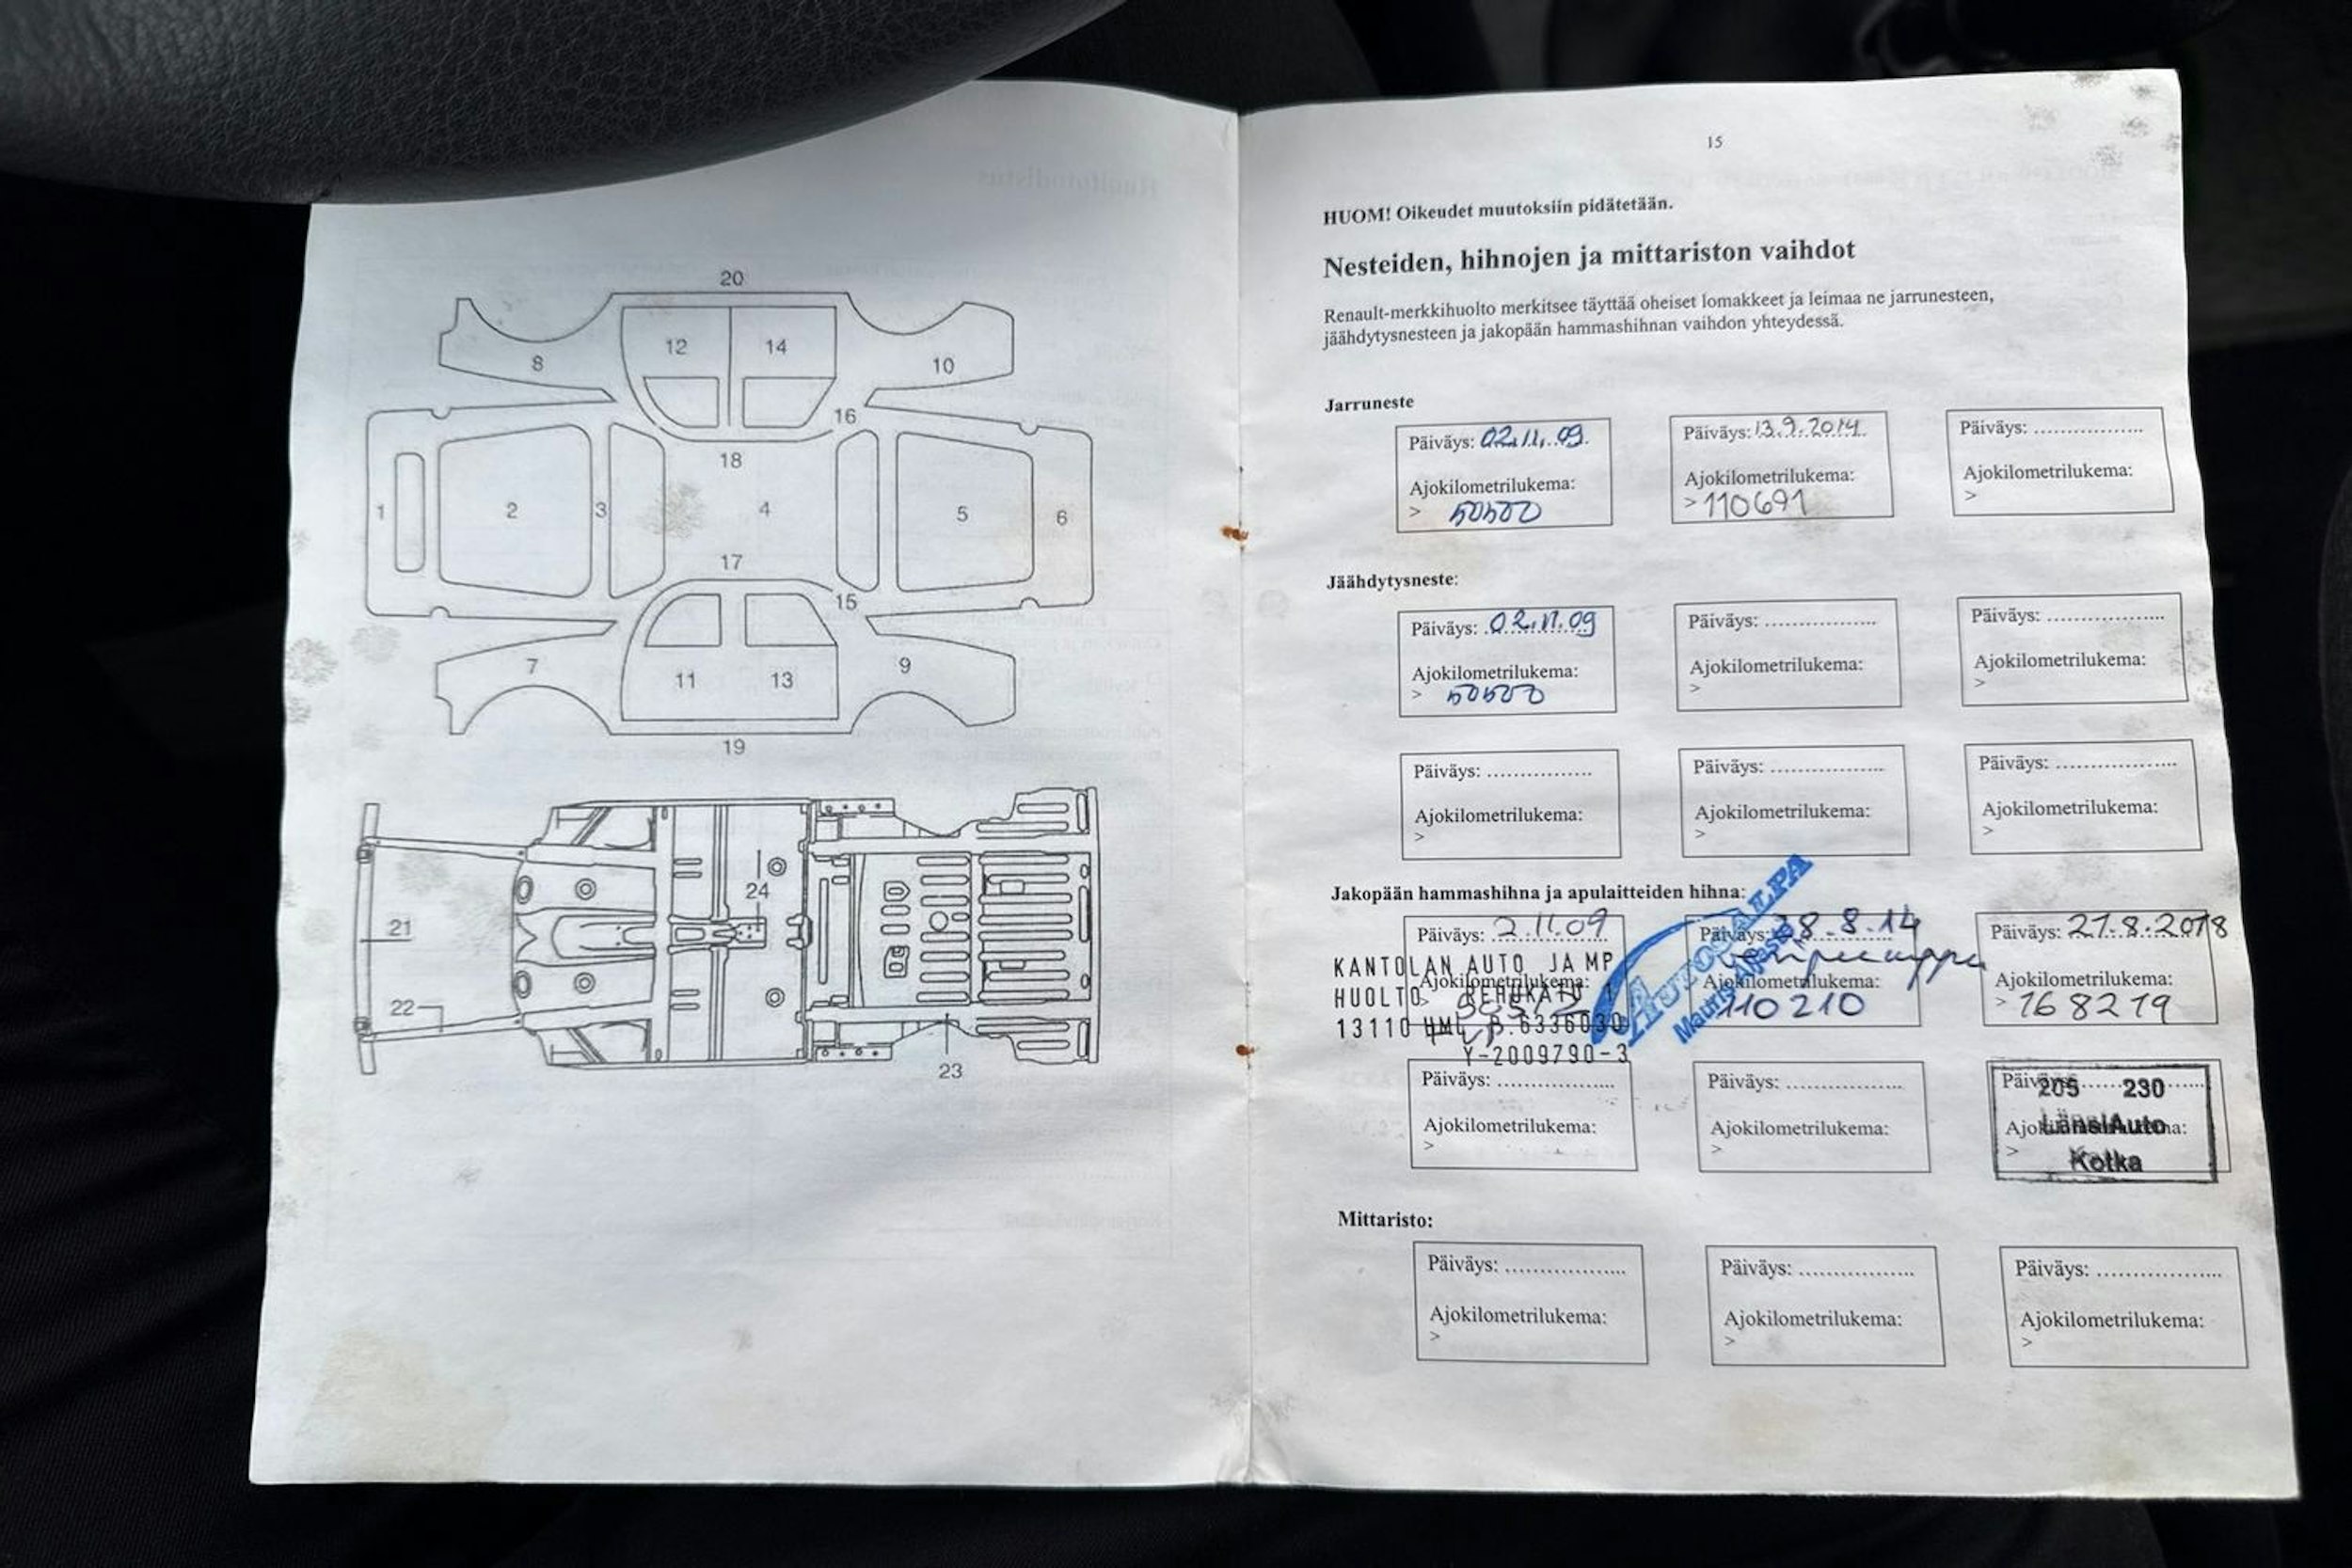 20
12
14
8
10
16
18
1
2
3
4
5
6
17
15
7
11
13
9
19
24
21
22
23
15
HUOM! Oikeudet muutoksiin pidätetään.
Nesteiden, hihnojen ja mittariston vaihdot
Renault-merkkihuolto merkitsee täyttää oheiset lomakkeet ja leimaa ne jarrunesteen,
jäähdytysnesteen ja jakopään hammashihnan vaihdon yhteydessä.
Jarruneste
Päiväys: 02.11.09.
Ajokilometrilukema:
> 50500
Päiväys: 13.9.2014
Ajokilometrilukema:
> 110691
Päiväys: ..................
Ajokilometrilukema:
>
Jäähdytysneste:
Päiväys: 02.11.09
Ajokilometrilukema:
> 50500
Päiväys: ..................
Ajokilometrilukema:
>
Päiväys: ..................
Ajokilometrilukema:
>
Päiväys: ..................
Ajokilometrilukema:
>
Päiväys: ..................
Ajokilometrilukema:
>
Päiväys: ..................
Ajokilometrilukema:
>
Jakopään hammashihna ja apulaitteiden hihna:
Päiväys: 2.11.09
Ajokilometrilukema:
KANTOLAN AUTO JA MP
HUOLTO
13110 HML P.6336030
Y-2009790-3
Päiväys: 28.8.14
Ajokilometrilukema:
110210
AUTOSALPA
Päiväys: 27.8.2018
Ajokilometrilukema:
> 168219
Päiväys: ..................
Ajokilometrilukema:
>
Päiväys: ..................
Ajokilometrilukema:
>
Päiväys: ..................
Ajokilometrilukema:
>
205 230
LänsiAuto
Kotka
Mittaristo:
Päiväys: ..................
Ajokilometrilukema:
>
Päiväys: ..................
Ajokilometrilukema:
>
Päiväys: ..................
Ajokilometrilukema:
>